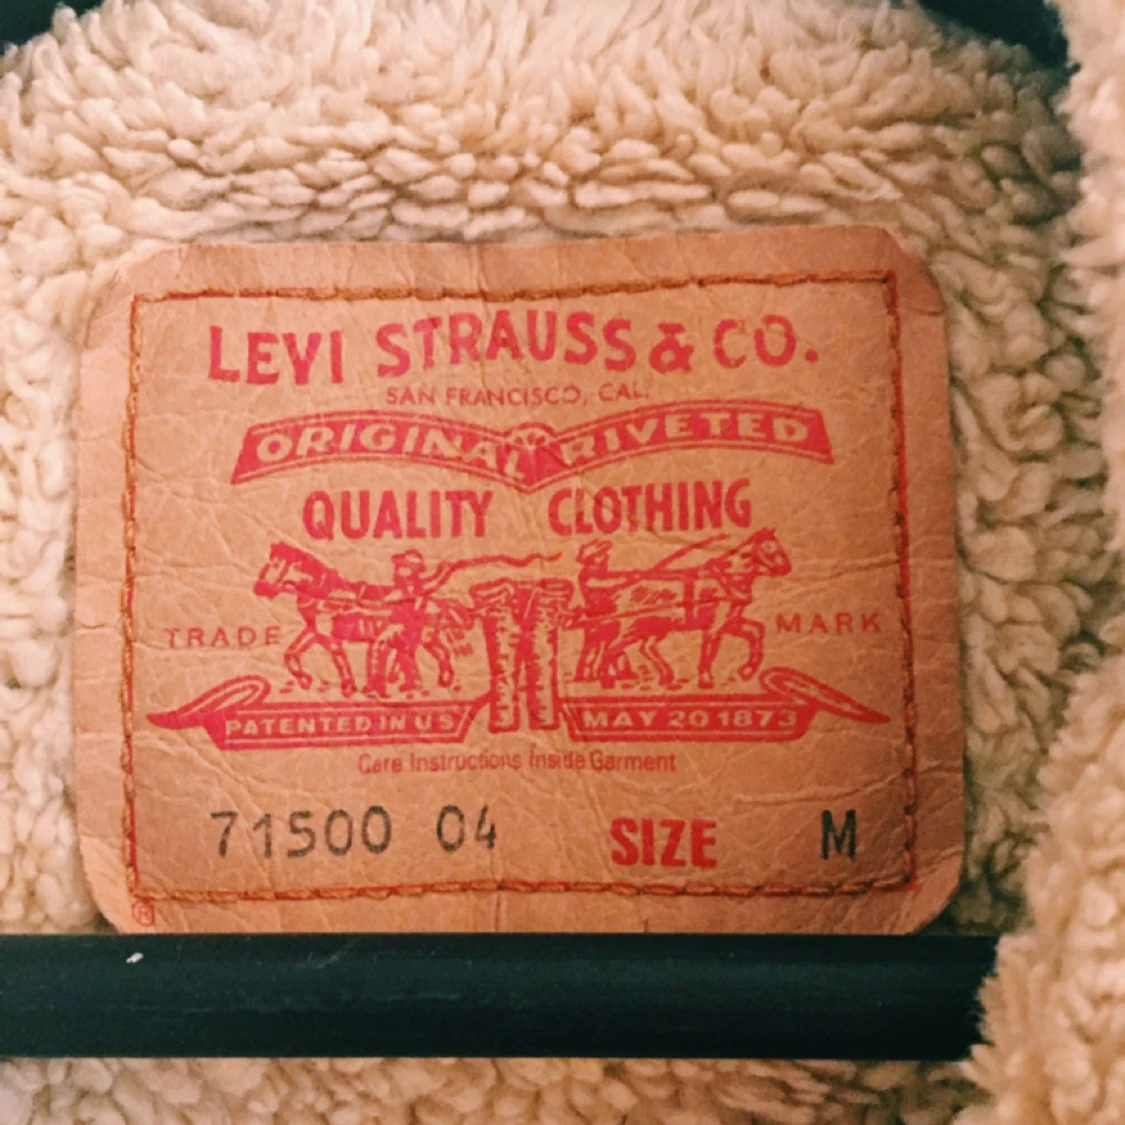 LEVI STRAUSS & CO.
SAN FRANCISCO, CAL.
ORIGINAL RIVETED
QUALITY CLOTHING
TRADE MARK
PATENTED IN US MAY 20 1873
Care Instructions Inside Garment
71500 04 SIZE M
®